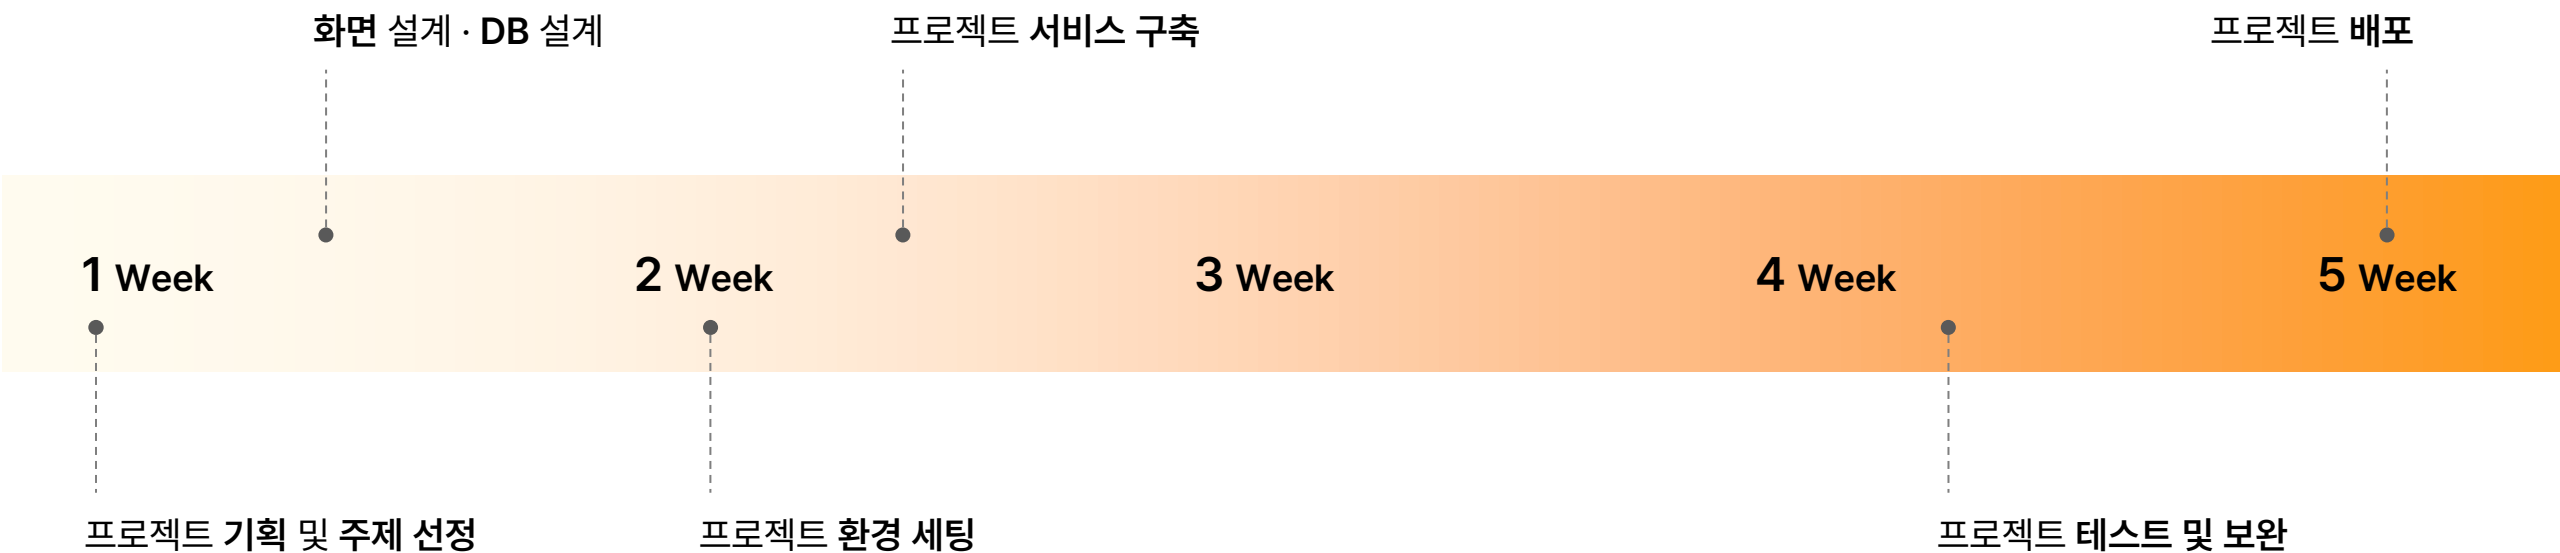 화면 설계 · DB 설계
프로젝트 서비스 구축
프로젝트 배포
1 Week
2 Week
3 Week
4 Week
5 Week
프로젝트 기획 및 주제 선정
프로젝트 환경 세팅
프로젝트 테스트 및 보완